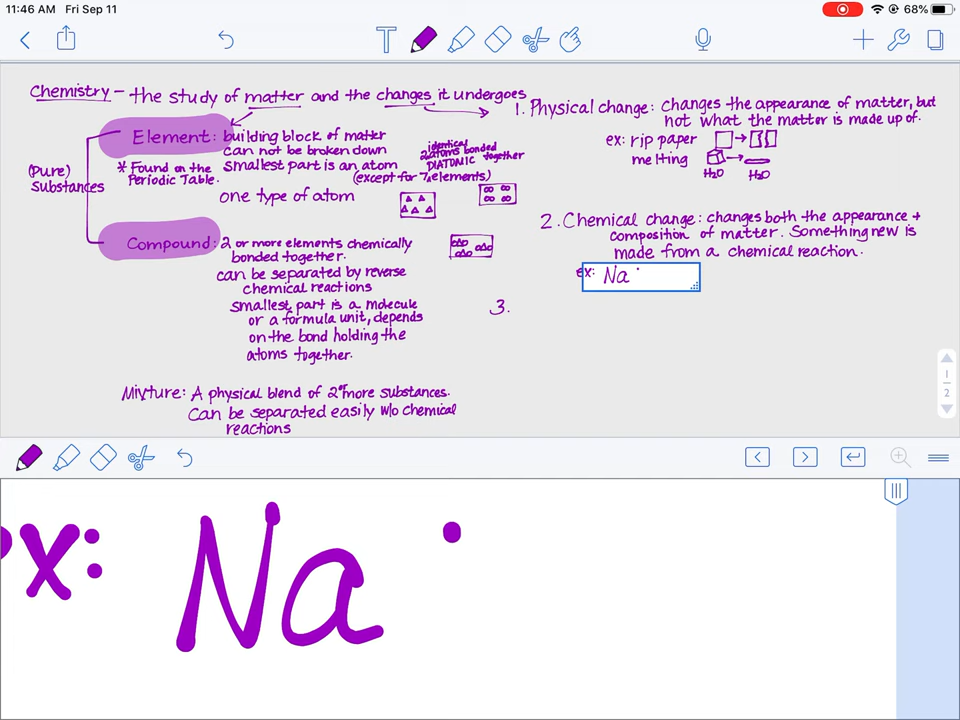 11:46 AM Fri Sep 11
68%
Chemistry - the study of matter and the changes it undergoes
Element: building block of matter
can not be broken down
smallest part is an atom
(except for 7 elements)
* Found on the
Periodic Table.
one type of atom
identical
2 atoms bonded
DIATONIC together
(Pure)
Substances
Compound: 2 or more elements chemically
bonded together.
can be separated by reverse
chemical reactions
smallest part is a molecule
or a formula unit, depends
on the bond holding the
atoms together.
Mixture: A physical blend of 2 or more substances.
Can be separated easily w/o chemical
reactions
1. Physical change: changes the appearance of matter, but
not what the matter is made up of.
ex: rip paper
melting
H2O H2O
2. Chemical change: changes both the appearance +
composition of matter. Something new is
made from a chemical reaction.
ex: Na
3.
1
2
ex: Na